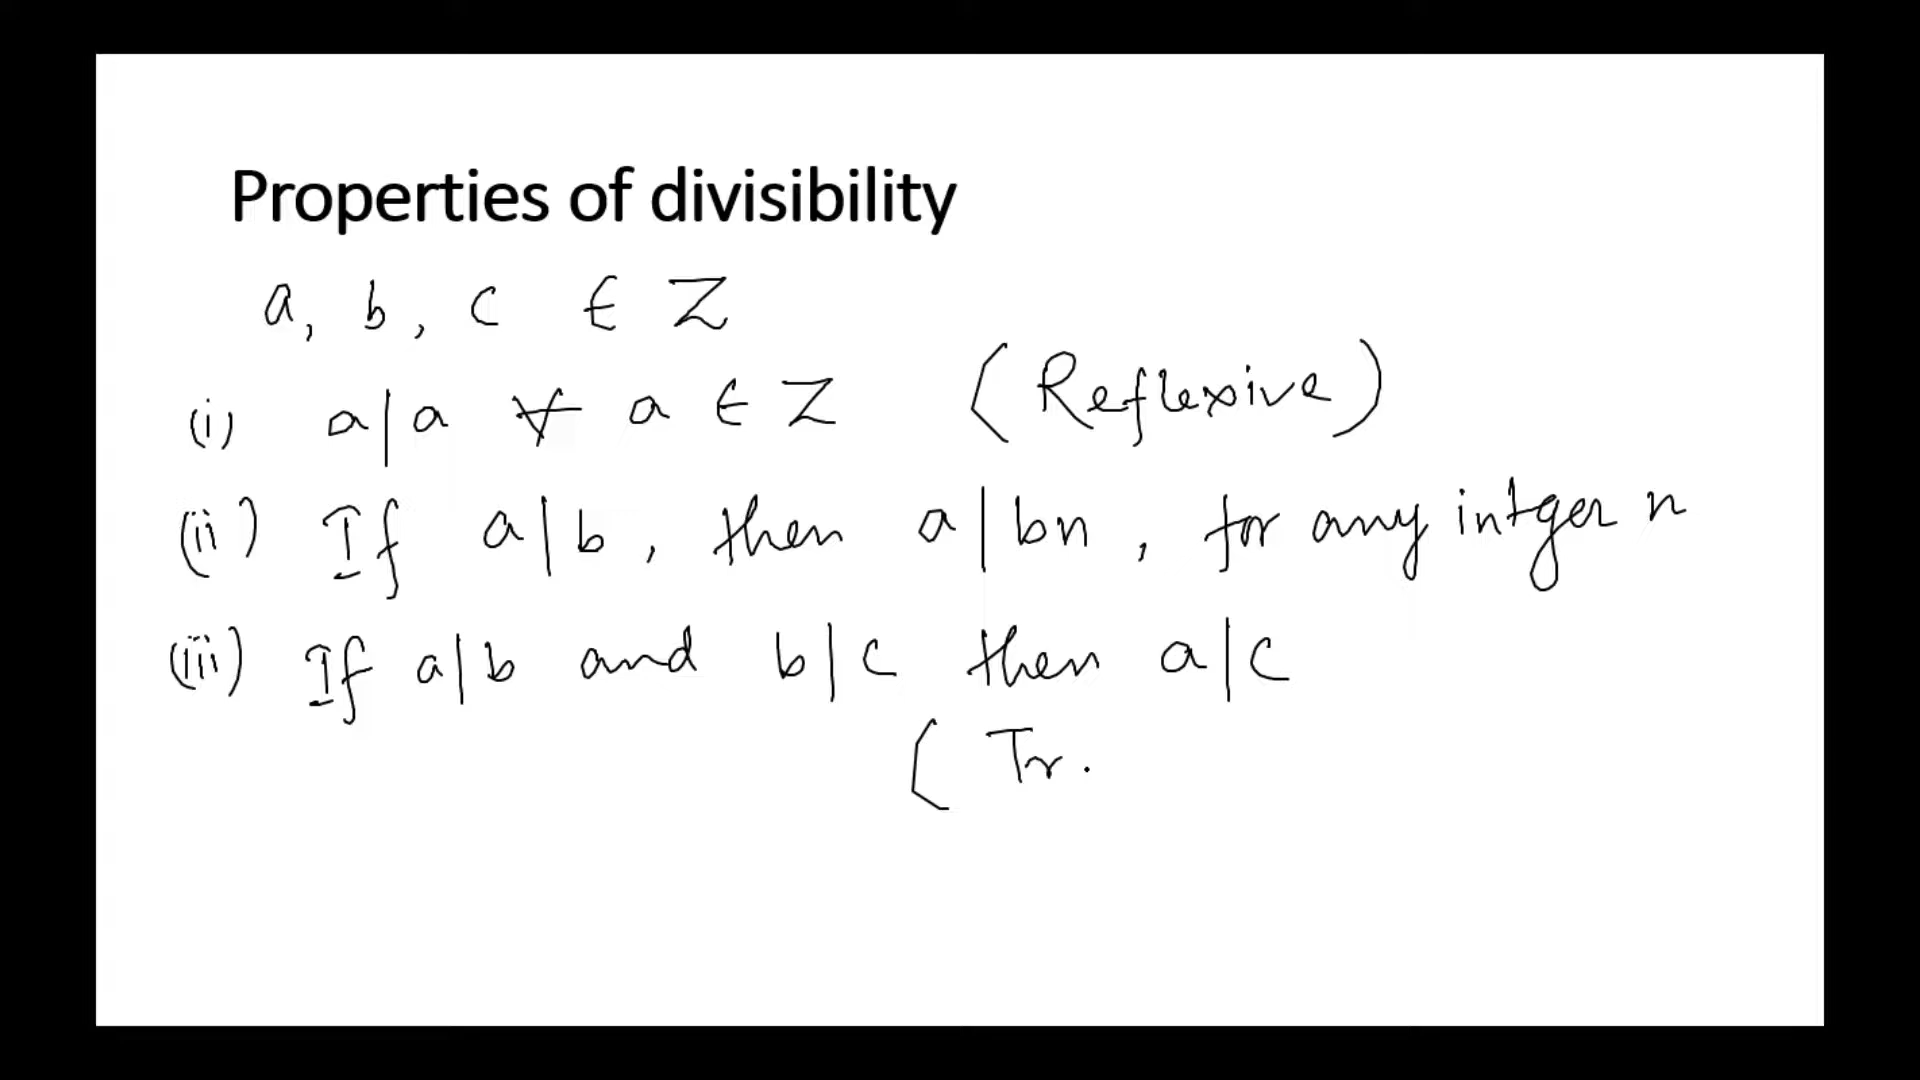 Properties of divisibility
a, b, c ∈ Z
(i) a|a ∀ a ∈ Z (Reflexive)
(ii) If a|b, then a|bn, for any intger n
(iii) If a|b and b|c then a|c
( Tr.